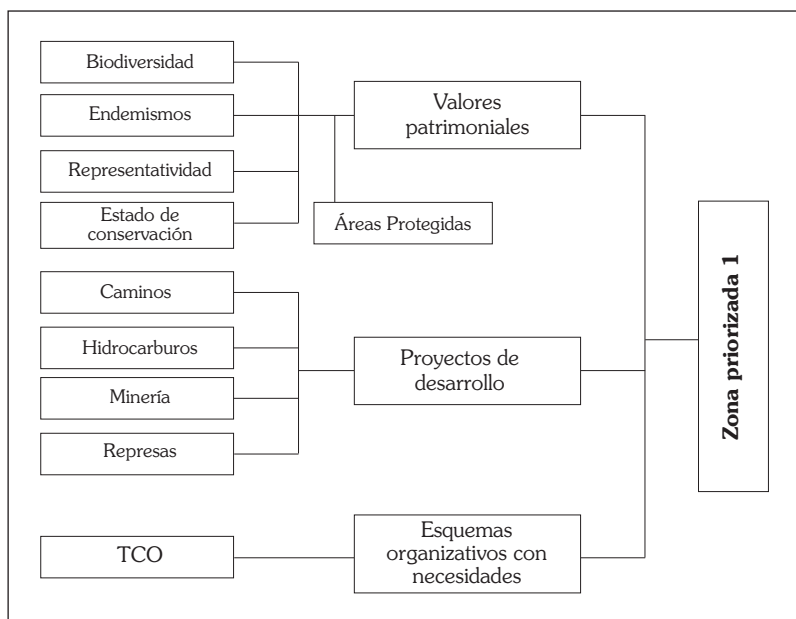 Biodiversidad
Endemismos
Representatividad
Estado de
conservación
Valores
patrimoniales
Áreas Protegidas
Caminos
Hidrocarburos
Minería
Represas
Proyectos de
desarrollo
TCO
Esquemas
organizativos con
necesidades
Zona priorizada 1